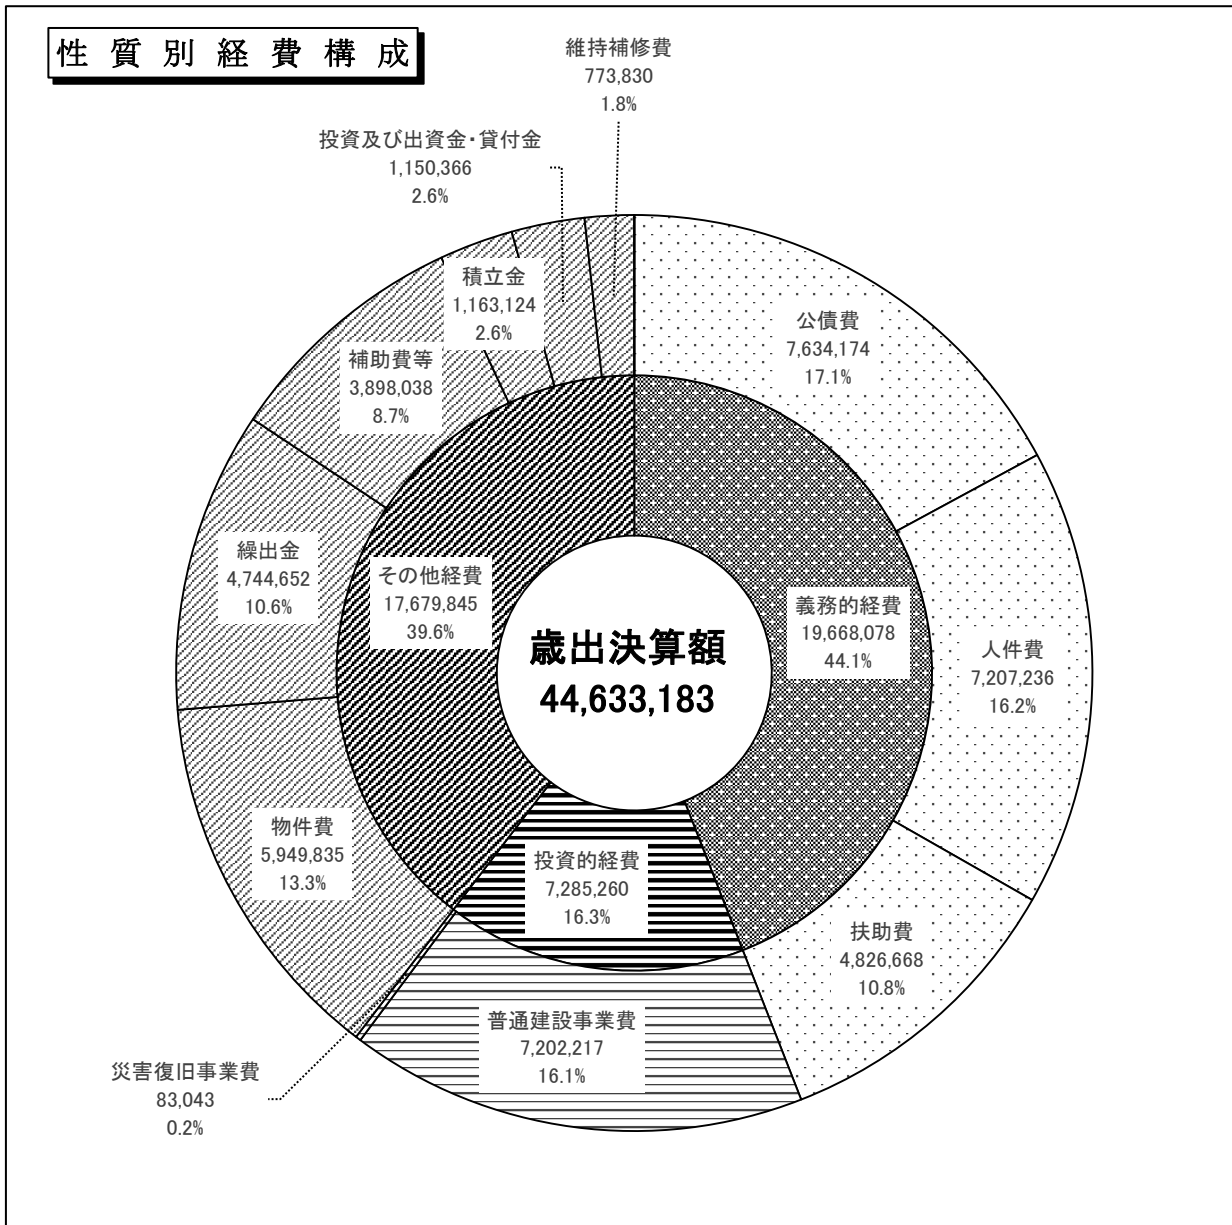 性質別経費構成
維持補修費
773,830
1.8%
投資及び出資金・貸付金
1,150,366
2.6%
積立金
1,163,124
2.6%
公債費
7,634,174
17.1%
補助費等
3,898,038
8.7%
繰出金
4,744,652
10.6%
その他経費
17,679,845
39.6%
義務的経費
19,668,078
44.1%
歳出決算額
44,633,183
人件費
7,207,236
16.2%
物件費
5,949,835
13.3%
投資的経費
7,285,260
16.3%
扶助費
4,826,668
10.8%
普通建設事業費
7,202,217
16.1%
災害復旧事業費
83,043
0.2%